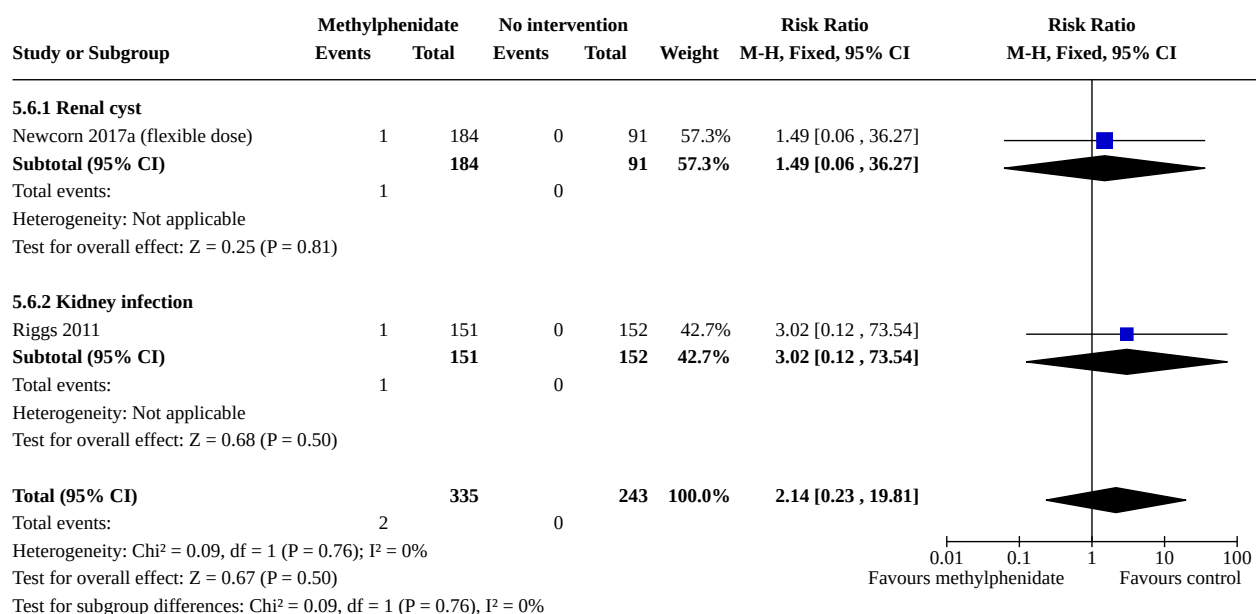 Methylphenidate No intervention Risk Ratio Risk Ratio
Study or Subgroup Events Total Events Total Weight M-H, Fixed, 95% CI M-H, Fixed, 95% CI
5.6.1 Renal cyst
Newcorn 2017a (flexible dose) 1 184 0 91 57.3% 1.49 [0.06 , 36.27]
Subtotal (95% CI) 184 91 57.3% 1.49 [0.06 , 36.27]
Total events: 1 0
Heterogeneity: Not applicable
Test for overall effect: Z = 0.25 (P = 0.81)
5.6.2 Kidney infection
Riggs 2011 1 151 0 152 42.7% 3.02 [0.12 , 73.54]
Subtotal (95% CI) 151 152 42.7% 3.02 [0.12 , 73.54]
Total events: 1 0
Heterogeneity: Not applicable
Test for overall effect: Z = 0.68 (P = 0.50)
Total (95% CI) 335 243 100.0% 2.14 [0.23 , 19.81]
Total events: 2 0
Heterogeneity: Chi² = 0.09, df = 1 (P = 0.76); I² = 0%
0.01 0.1 1 10 100
Test for overall effect: Z = 0.67 (P = 0.50)
Favours methylphenidate Favours control
Test for subgroup differences: Chi² = 0.09, df = 1 (P = 0.76), I² = 0%